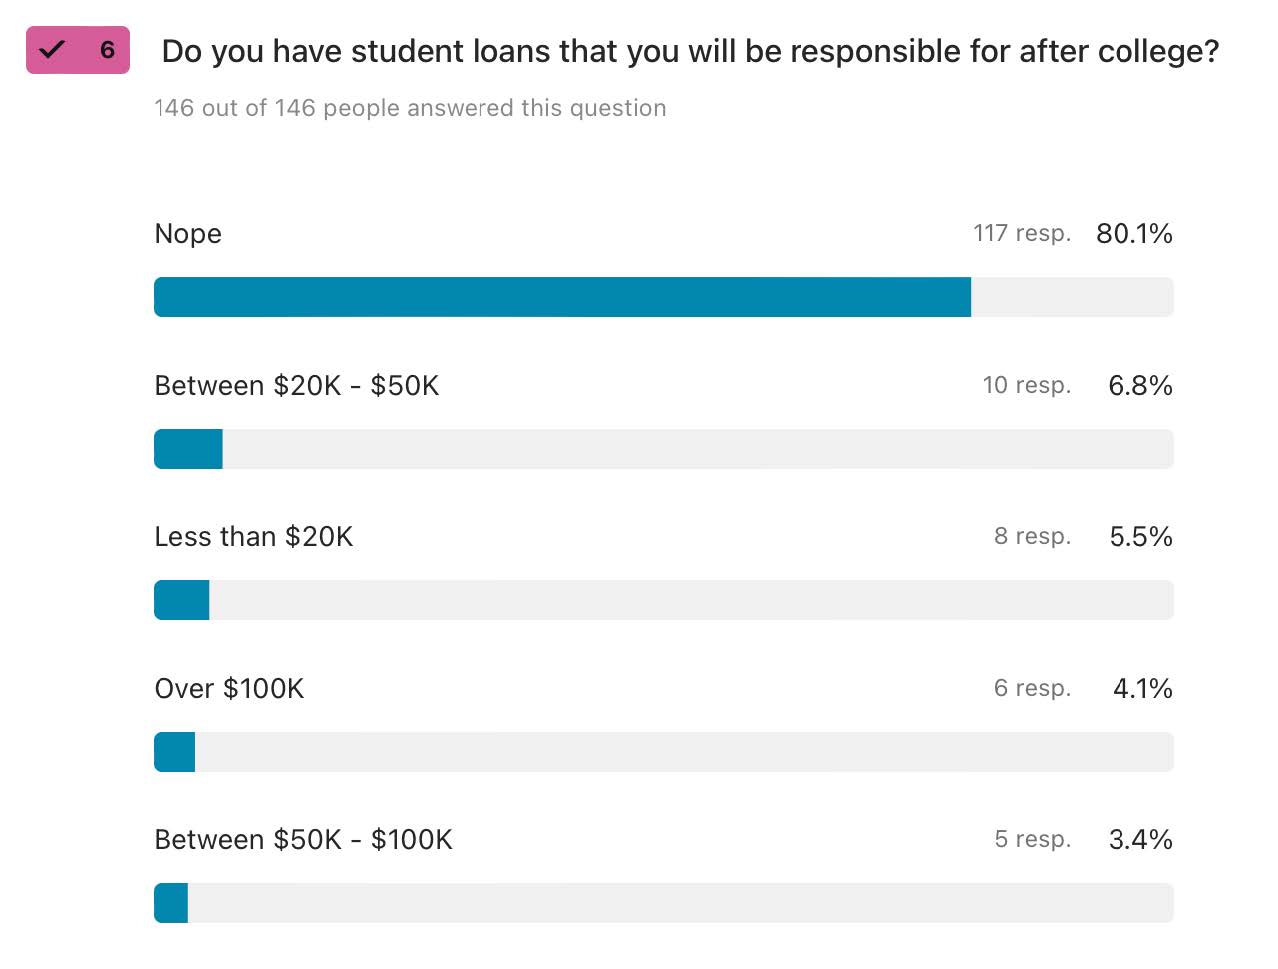 6 Do you have student loans that you will be responsible for after college?
146 out of 146 people answered this question
Nope 117 resp. 80.1%
Between $20K - $50K 10 resp. 6.8%
Less than $20K 8 resp. 5.5%
Over $100K 6 resp. 4.1%
Between $50K - $100K 5 resp. 3.4%